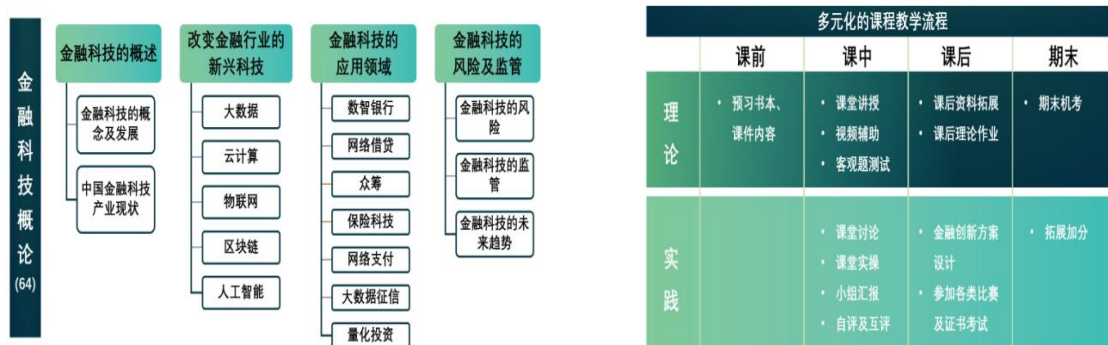 金融科技概论
(64)
金融科技的概述
金融科技的概
念及发展
中国金融科技
产业现状
改变金融行业的
新兴科技
大数据
云计算
物联网
区块链
人工智能
金融科技的
应用领域
数智银行
网络借贷
众筹
保险科技
网络支付
大数据征信
量化投资
金融科技的
风险及监管
金融科技的风
险
金融科技的监
管
金融科技的未
来趋势
多元化的课程教学流程
课前
课中
课后
期末
理论
• 预习书本、
课件内容
• 课堂讲授
• 视频辅助
• 客观题测试
• 课后资料拓展
• 课后理论作业
• 期末机考
实践
• 课堂讨论
• 课堂实操
• 小组汇报
• 自评及互评
• 金融创新方案
设计
• 参加各类比赛
及证书考试
• 拓展加分